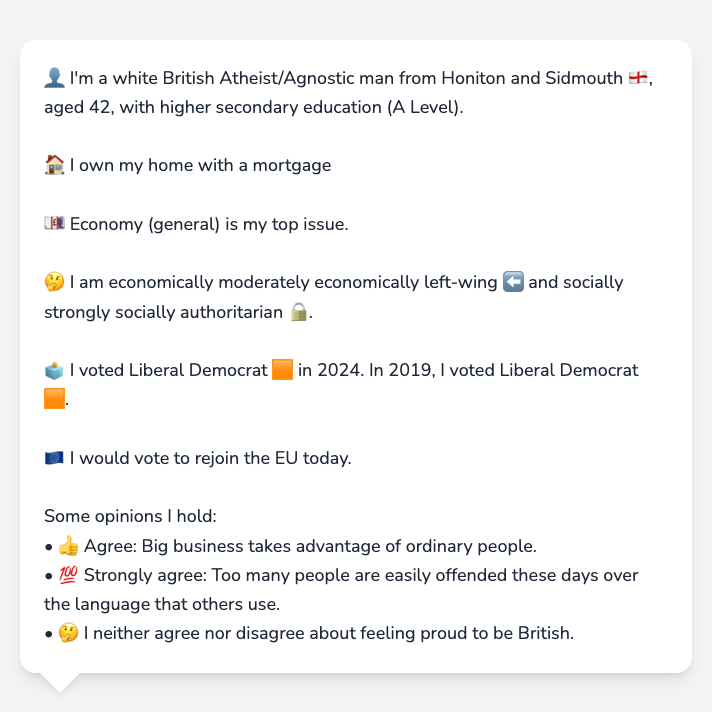 👤 I'm a white British Atheist/Agnostic man from Honiton and Sidmouth 🏴󠁧󠁢󠁥󠁮󠁧󠁿,
aged 42, with higher secondary education (A Level).
🏠 I own my home with a mortgage
💷 Economy (general) is my top issue.
🤔 I am economically moderately economically left-wing ⬅️ and socially
strongly socially authoritarian 🔒.
🗳️ I voted Liberal Democrat 🟧 in 2024. In 2019, I voted Liberal Democrat
🟧.
🇪🇺 I would vote to rejoin the EU today.
Some opinions I hold:
• 👍 Agree: Big business takes advantage of ordinary people.
• 💯 Strongly agree: Too many people are easily offended these days over
the language that others use.
• 🤔 I neither agree nor disagree about feeling proud to be British.